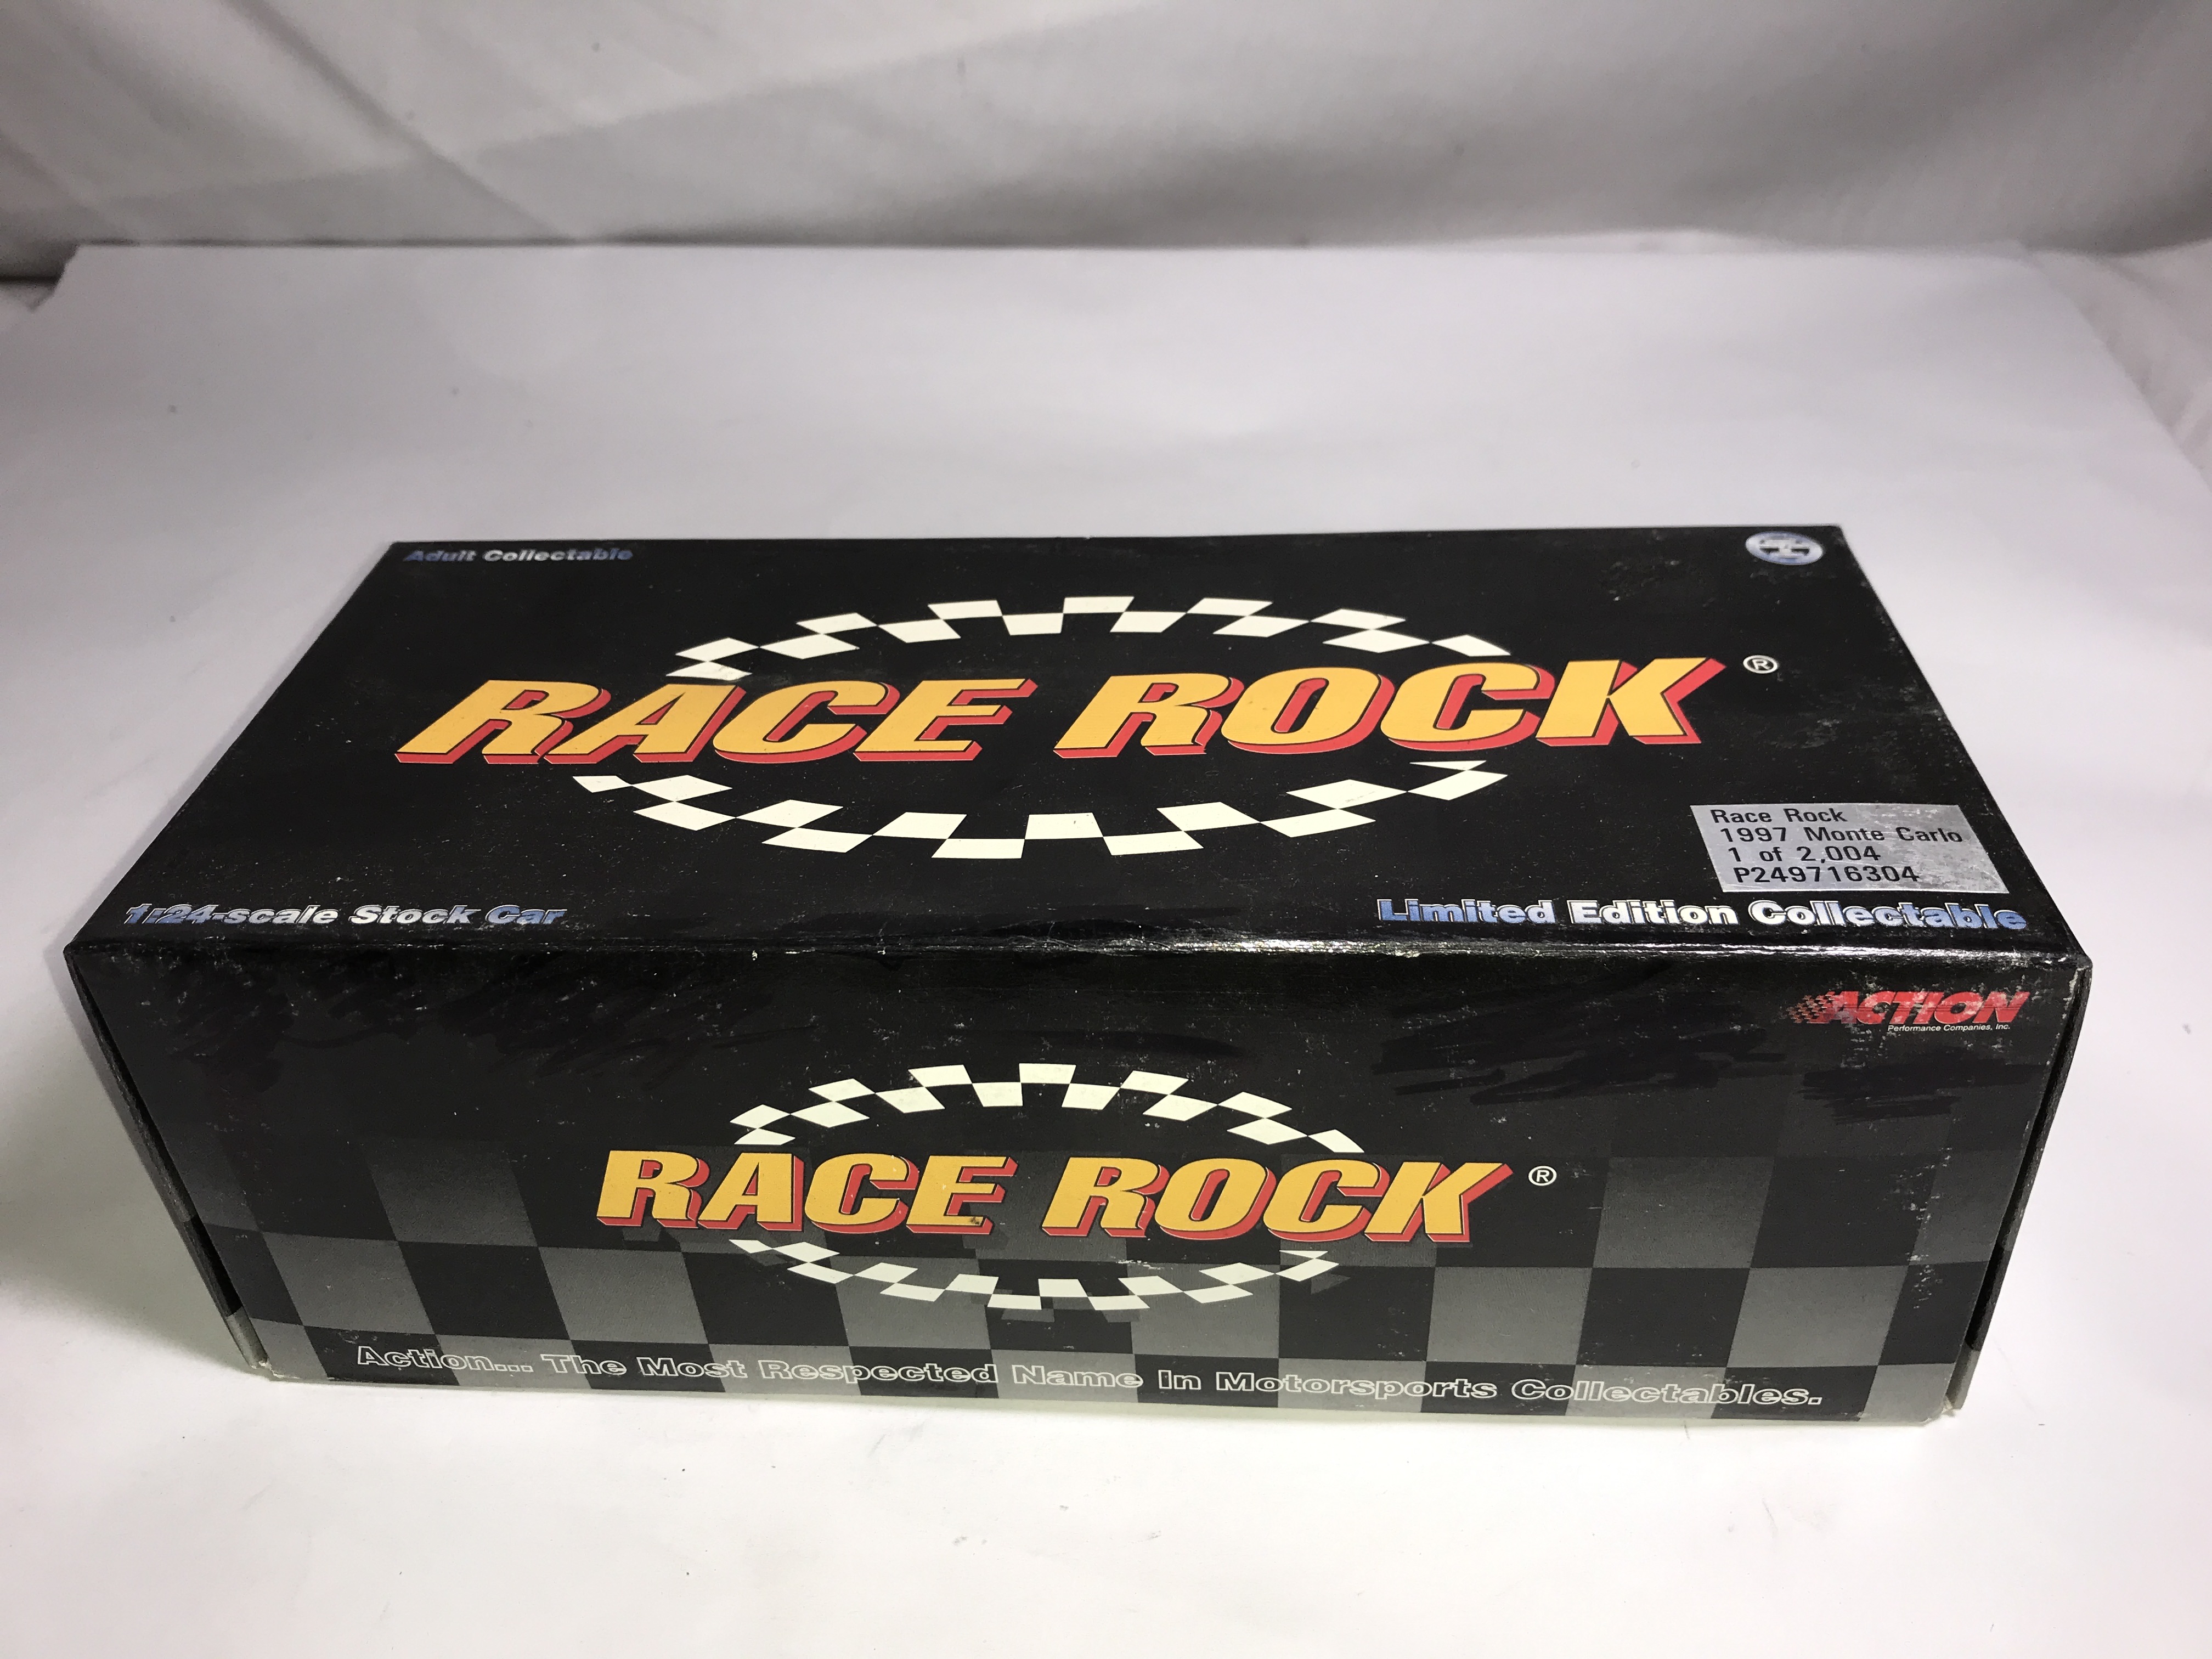 Adult Collectable
RACE ROCK ®
Race Rock
1997 Monte Carlo
1 of 2,004
P249716304
1:24-scale Stock Car
Limited Edition Collectable
ACTION
Performance Companies, Inc.
RACE ROCK ®
Action... The Most Respected Name In Motorsports Collectables.